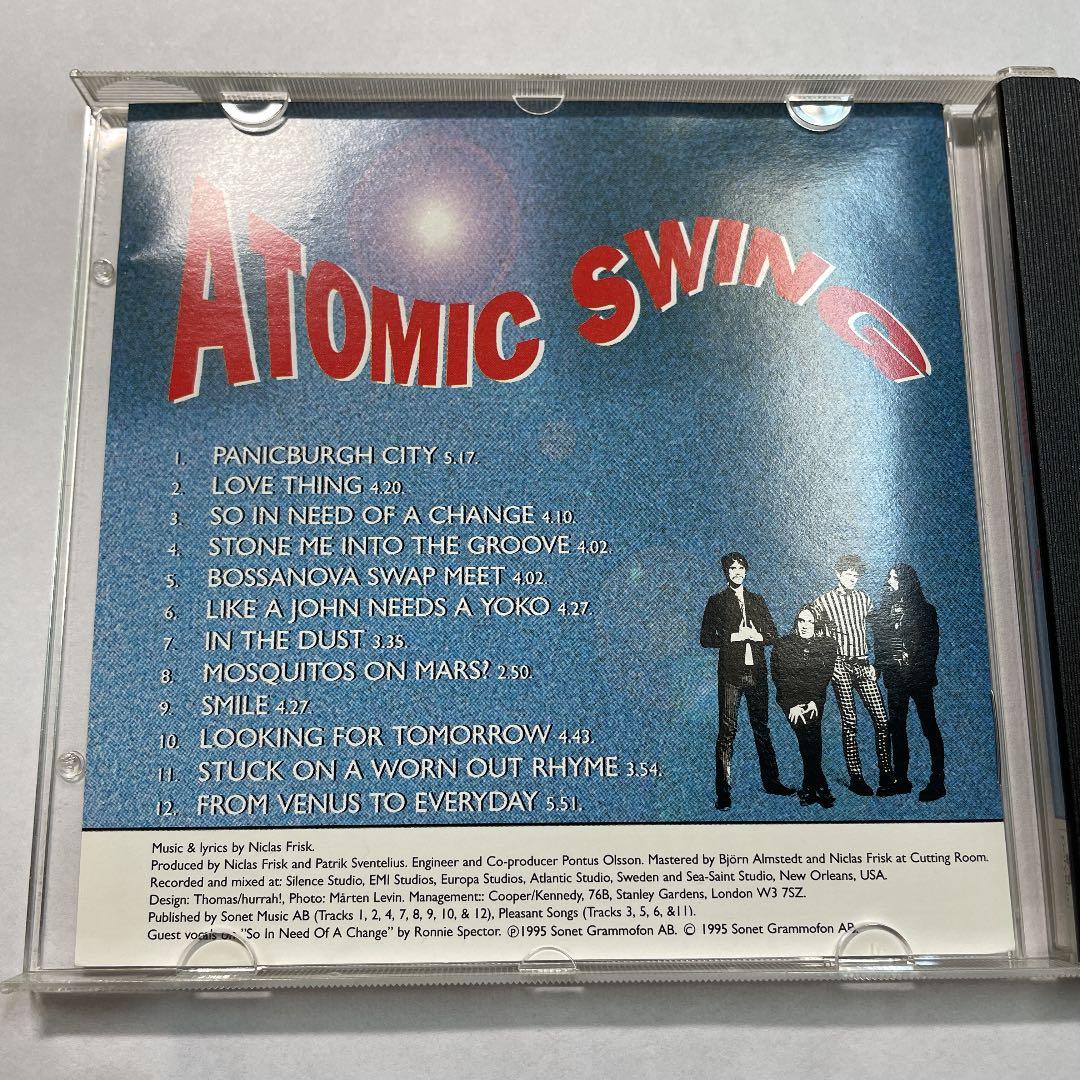 ATOMIC SWING
1. PANICBURGH CITY 5.17.
2. LOVE THING 4.20.
3. SO IN NEED OF A CHANGE 4.10.
4. STONE ME INTO THE GROOVE 4.02.
5. BOSSANOVA SWAP MEET 4.02.
6. LIKE A JOHN NEEDS A YOKO 4.27.
7. IN THE DUST 3.35.
8. MOSQUITOS ON MARS? 2.50.
9. SMILE 4.27.
10. LOOKING FOR TOMORROW 4.43.
11. STUCK ON A WORN OUT RHYME 3.54.
12. FROM VENUS TO EVERYDAY 5.51.
Music & lyrics by Niclas Frisk.
Produced by Niclas Frisk and Patrik Sventelius. Engineer and Co-producer Pontus Olsson. Mastered by Björn Almstedt and Niclas Frisk at Cutting Room.
Recorded and mixed at: Silence Studio, EMI Studios, Europa Studios, Atlantic Studio, Sweden and Sea-Saint Studio, New Orleans, USA.
Design: Thomas/hurrah!, Photo: Mårten Levin. Management:: Cooper/Kennedy, 76B, Stanley Gardens, London W3 7SZ.
Published by Sonet Music AB (Tracks 1, 2, 4, 7, 8, 9, 10, & 12), Pleasant Songs (Tracks 3, 5, 6, &11).
Guest vocals on "So In Need Of A Change" by Ronnie Spector. ℗1995 Sonet Grammofon AB. © 1995 Sonet Grammofon AB.